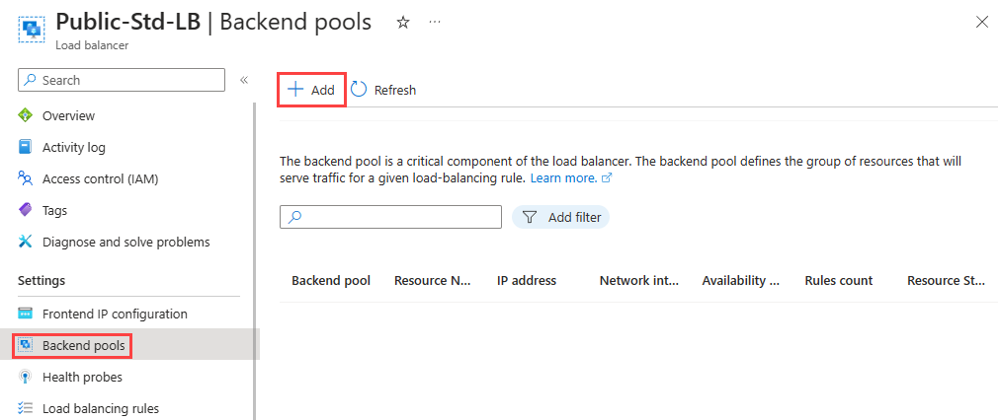 Public-Std-LB | Backend pools
Load balancer
Search
Overview
Activity log
Access control (IAM)
Tags
Diagnose and solve problems
Settings
Frontend IP configuration
Backend pools
Health probes
Load balancing rules
Add
Refresh
The backend pool is a critical component of the load balancer. The backend pool defines the group of resources that will
serve traffic for a given load-balancing rule. Learn more.
Add filter
Backend pool Resource N... IP address Network int... Availability ... Rules count Resource St...